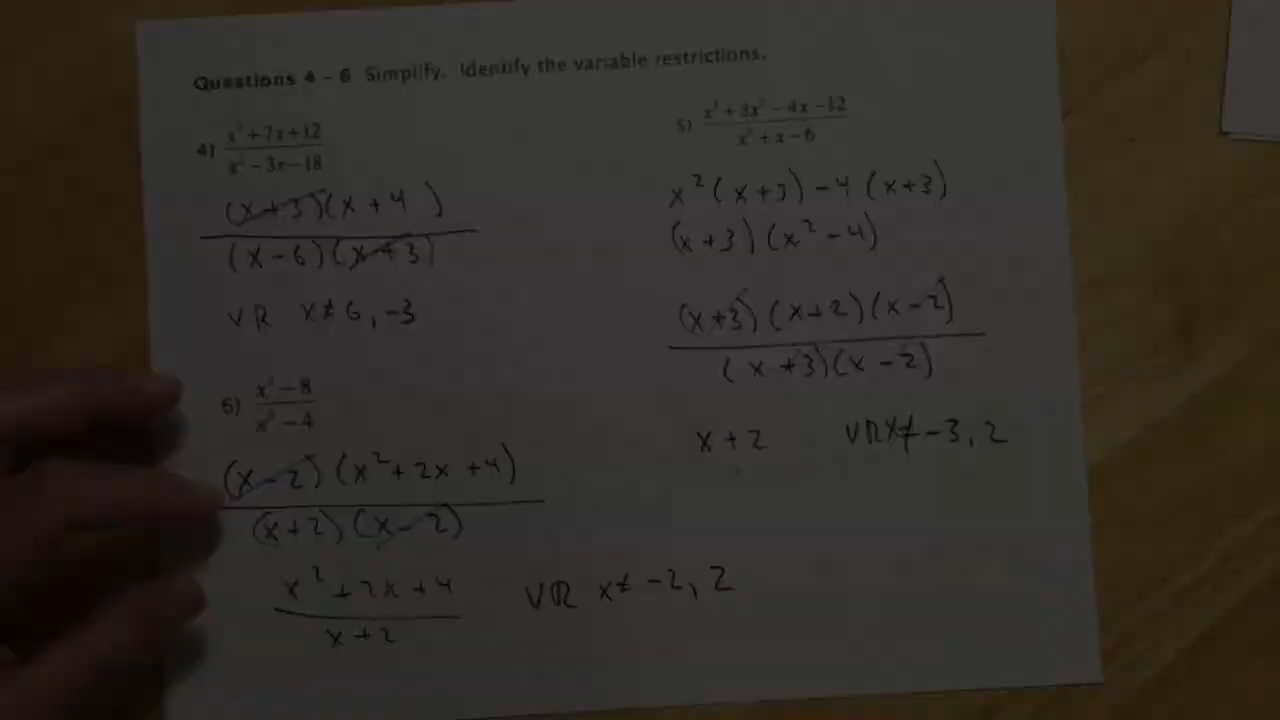 Questions 4 – 6 Simplify. Identify the variable restrictions.
4) x²+7x+12
x²−3x−18
(x+3)(x+4)
(x−6)(x+3)
VR x≠6,−3
5) x³+3x²−4x−12
x²+x−6
x²(x+3)−4(x+3)
(x+3)(x²−4)
(x+3)(x+2)(x−2)
(x+3)(x−2)
x+2 VR x≠−3,2
6) x³−8
x²−4
(x−2)(x²+2x+4)
(x+2)(x−2)
x²+2x+4
x+2
VR x≠−2,2